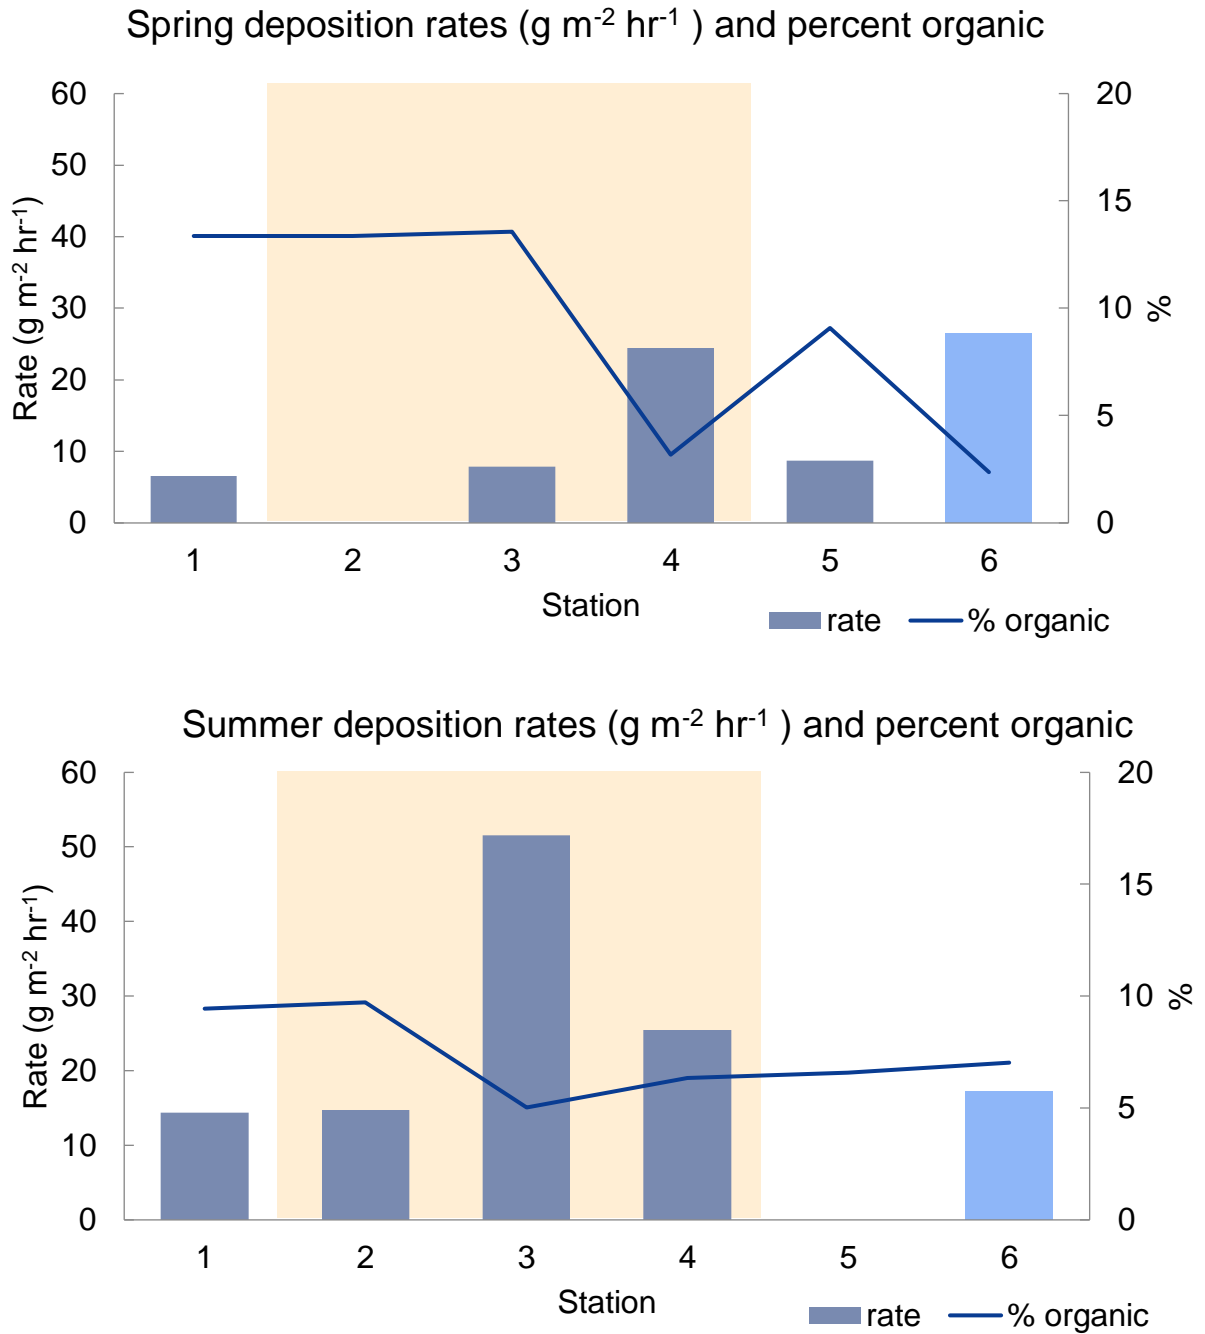 Spring deposition rates (g m-2 hr-1 ) and percent organic
60
50
40
30
20
10
0
Rate (g m-2 hr-1)
20
15
10
5
0
%
1 2 3 4 5 6
Station
rate % organic
Summer deposition rates (g m-2 hr-1 ) and percent organic
60
50
40
30
20
10
0
Rate (g m-2 hr-1)
20
15
10
5
0
%
1 2 3 4 5 6
Station
rate % organic